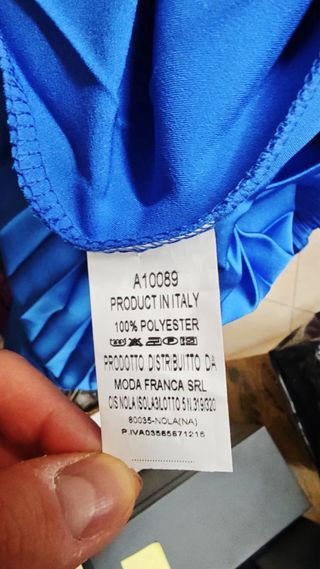 A10089
PRODUCT IN ITALY
100% POLYESTER
PRODOTTO DISTRIBUITTO DA
MODA FRANCA SRL
CIS NOLA ISOLA3LOTTO 5 N.319/320
80035-NOLA(NA)
P.IVA03565671216